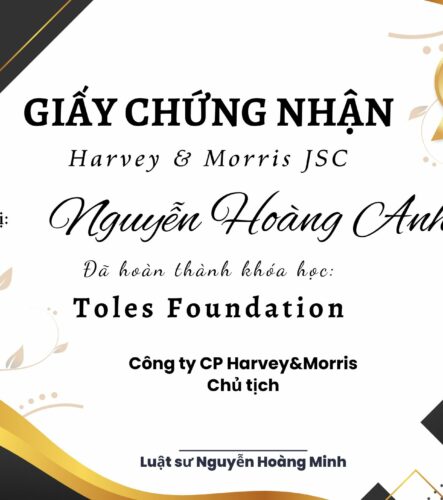 GIẤY CHỨNG NHẬN
Harvey & Morris JSC
Nguyễn Hoàng Anh
Đã hoàn thành khóa học:
Toles Foundation
Công ty CP Harvey&Morris
Chủ tịch
Luật sư Nguyễn Hoàng Minh